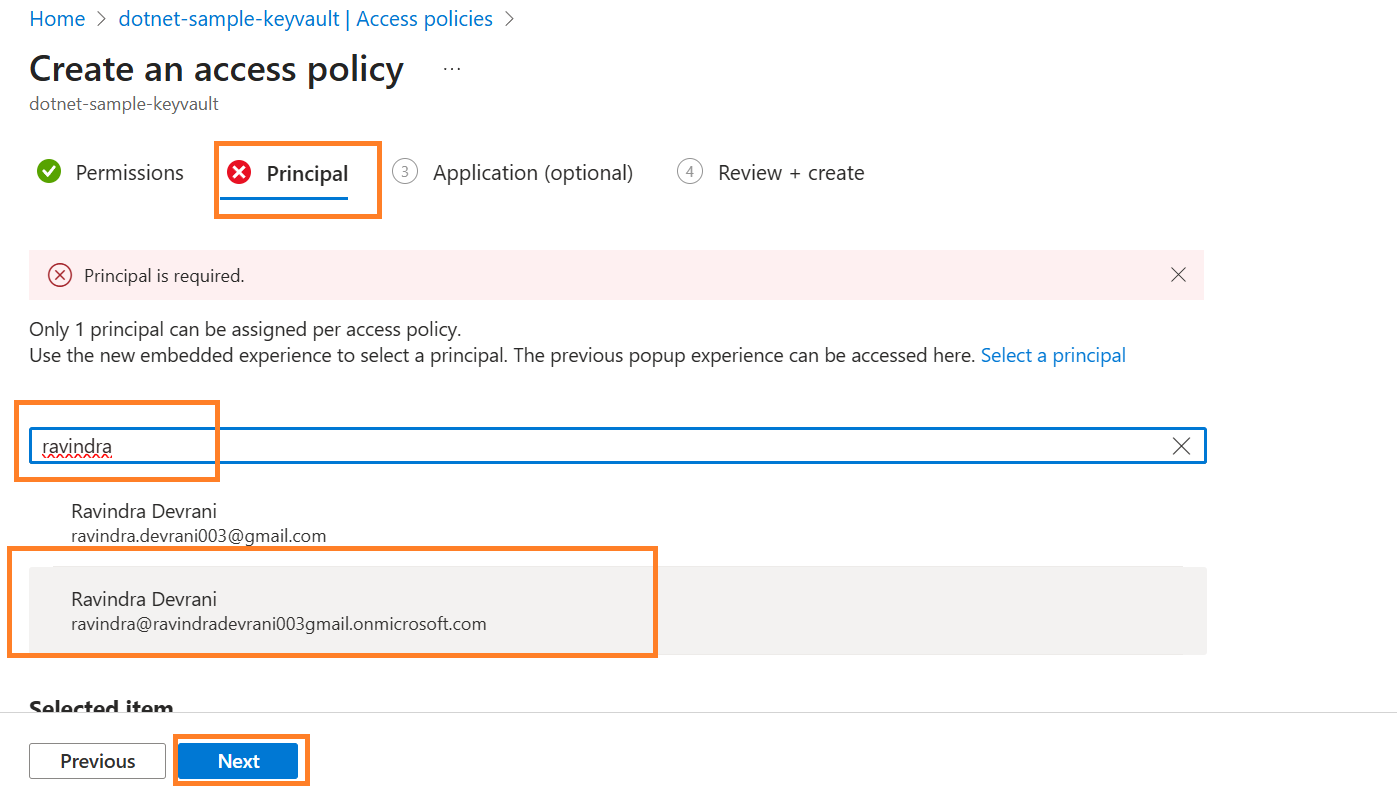 Home > dotnet-sample-keyvault | Access policies >
Create an access policy ...
dotnet-sample-keyvault
Permissions
Principal
3 Application (optional)
4 Review + create
Principal is required.
Only 1 principal can be assigned per access policy.
Use the new embedded experience to select a principal. The previous popup experience can be accessed here. Select a principal
ravindra
Ravindra Devrani
ravindra.devrani003@gmail.com
Ravindra Devrani
ravindra@ravindradevrani003gmail.onmicrosoft.com
Selected item
Previous
Next